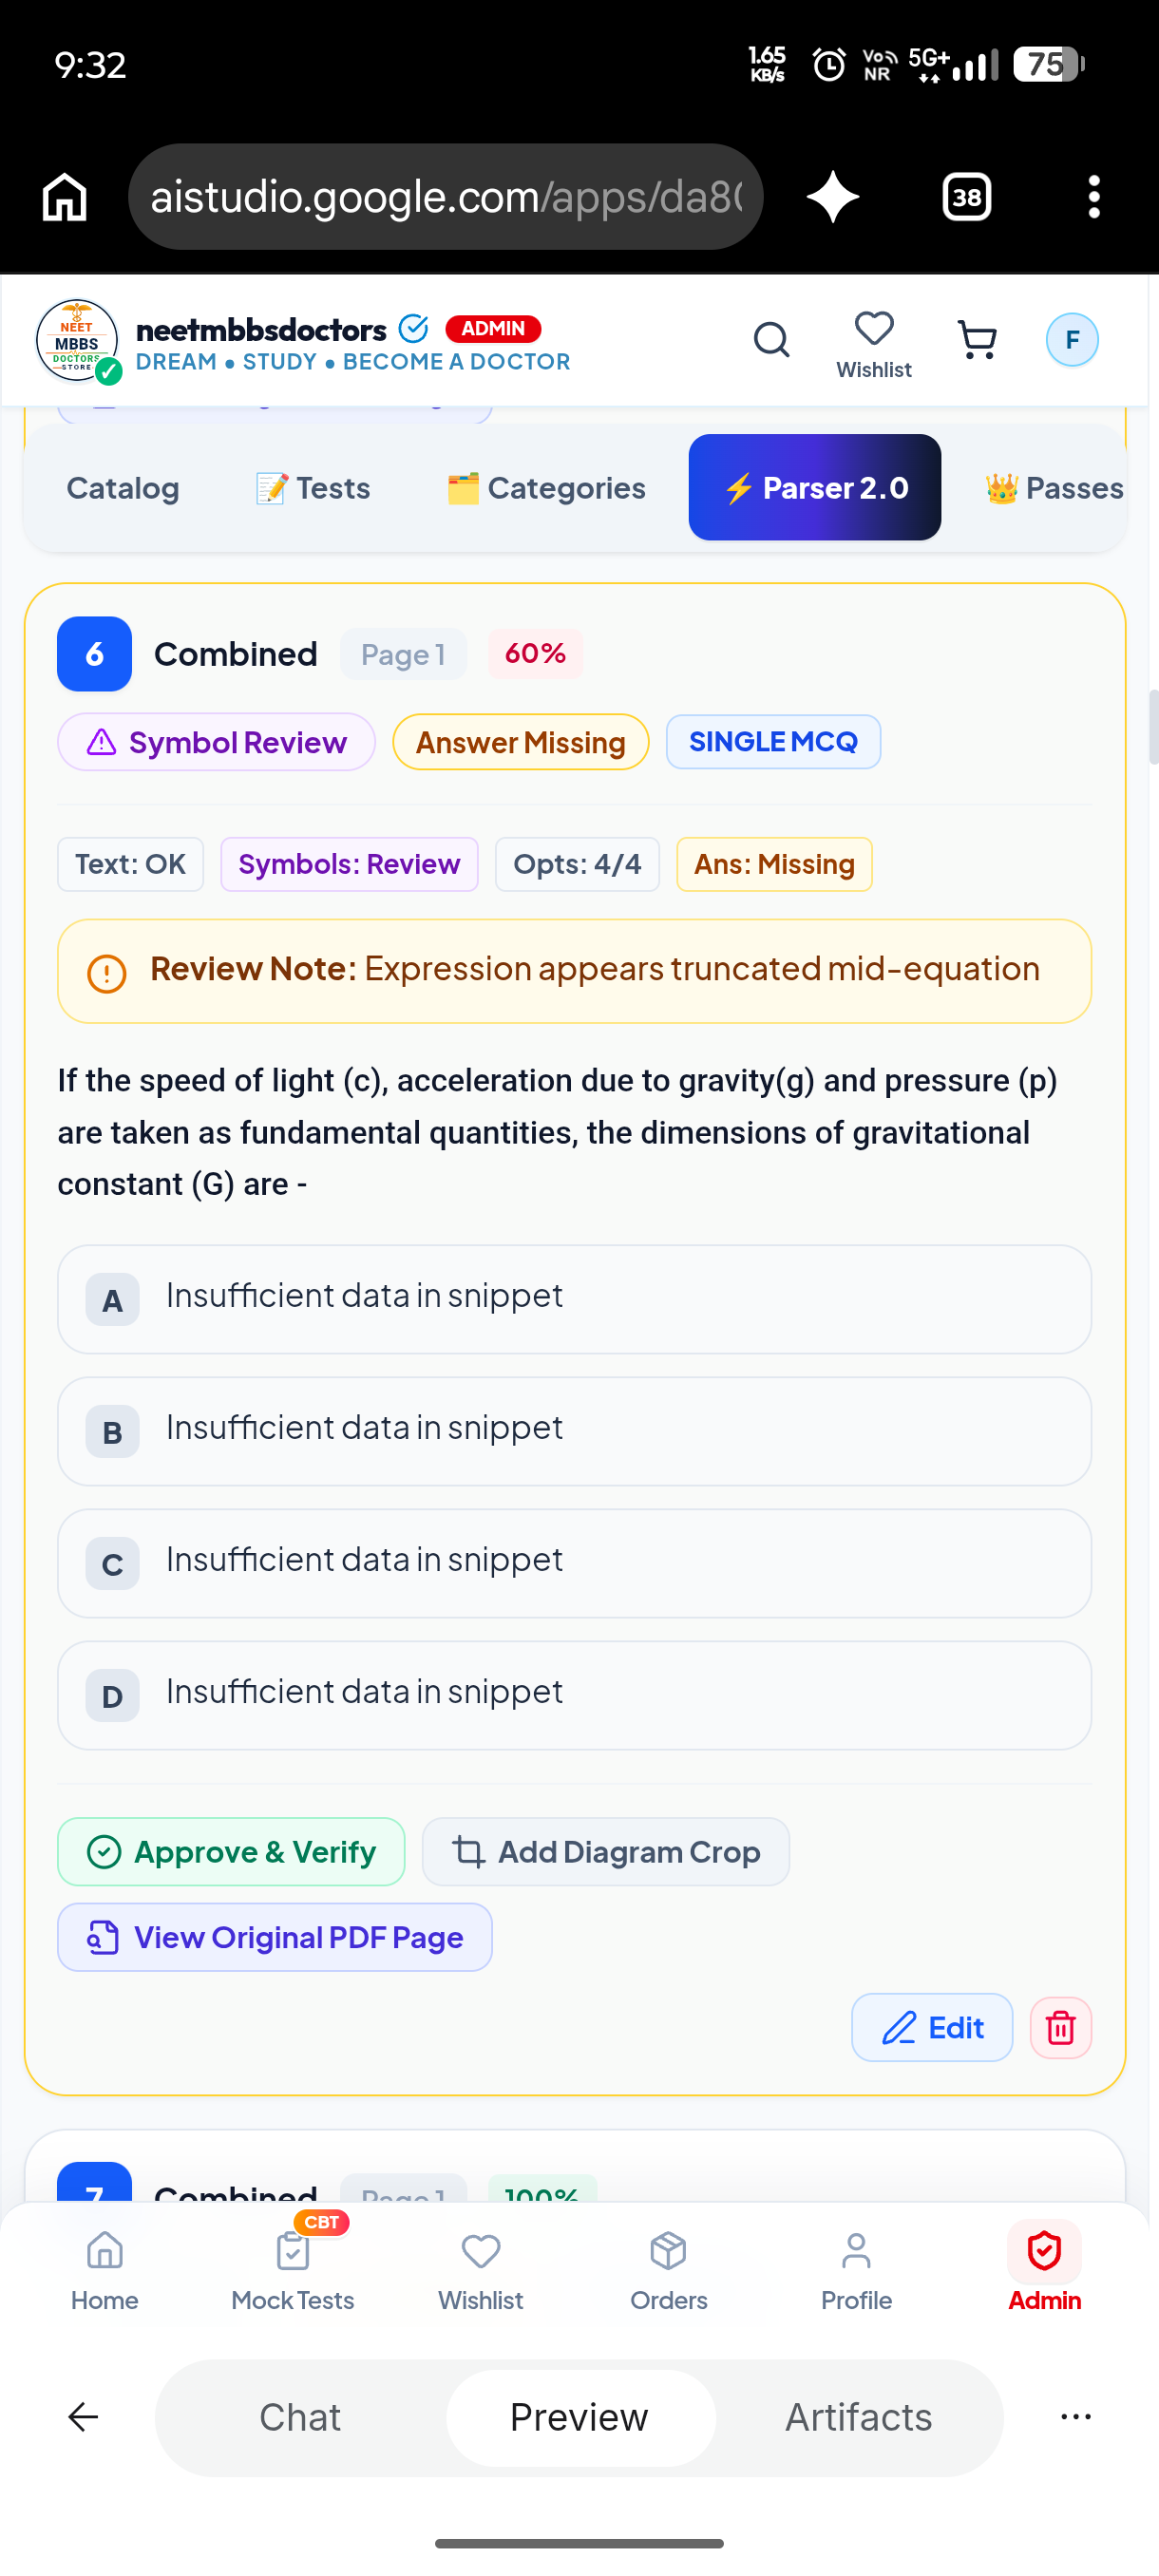 9:32
1.65 KB/s
Vo NR
5G+
75
aistudio.google.com/apps/da8
38
NEET
MBBS
DOCTORS
STORE
neetmbbsdoctors ADMIN
DREAM • STUDY • BECOME A DOCTOR
Wishlist
F
Catalog 📝 Tests 🗂️ Categories ⚡ Parser 2.0 👑 Passes
6 Combined Page 1 60%
Symbol Review Answer Missing SINGLE MCQ
Text: OK Symbols: Review Opts: 4/4 Ans: Missing
Review Note: Expression appears truncated mid-equation
If the speed of light (c), acceleration due to gravity(g) and pressure (p)
are taken as fundamental quantities, the dimensions of gravitational
constant (G) are -
A Insufficient data in snippet
B Insufficient data in snippet
C Insufficient data in snippet
D Insufficient data in snippet
Approve & Verify Add Diagram Crop
View Original PDF Page
Edit
7 Combined Page 1 100%
CBT
Home Mock Tests Wishlist Orders Profile Admin
Chat Preview Artifacts